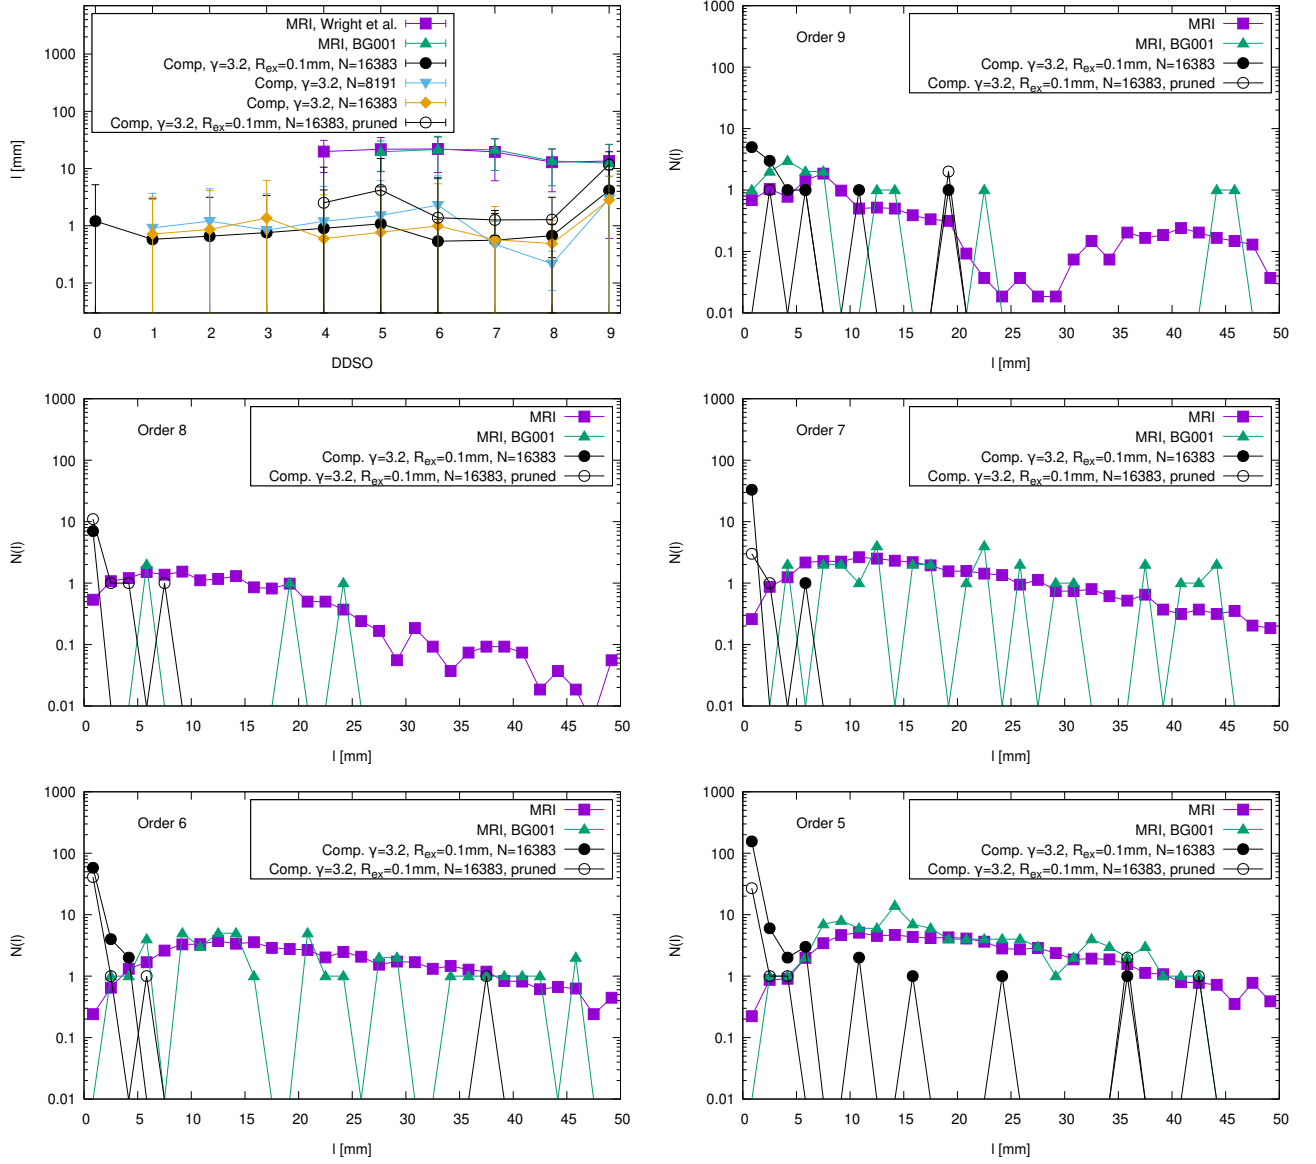 1000
100
10
1
0.1
l [mm]
0 1 2 3 4 5 6 7 8 9
DDSO
MRI, Wright et al.
MRI, BG001
Comp, γ=3.2, Rex=0.1mm, N=16383
Comp, γ=3.2, N=8191
Comp, γ=3.2, N=16383
Comp, γ=3.2, Rex=0.1mm, N=16383, pruned
1000
100
10
1
0.1
0.01
N(l)
0 5 10 15 20 25 30 35 40 45 50
l [mm]
Order 9
MRI
MRI, BG001
Comp. γ=3.2, Rex=0.1mm, N=16383
Comp. γ=3.2, Rex=0.1mm, N=16383, pruned
1000
100
10
1
0.1
0.01
N(l)
0 5 10 15 20 25 30 35 40 45 50
l [mm]
Order 8
MRI
MRI, BG001
Comp. γ=3.2, Rex=0.1mm, N=16383
Comp. γ=3.2, Rex=0.1mm, N=16383, pruned
1000
100
10
1
0.1
0.01
N(l)
0 5 10 15 20 25 30 35 40 45 50
l [mm]
Order 7
MRI
MRI, BG001
Comp. γ=3.2, Rex=0.1mm, N=16383
Comp. γ=3.2, Rex=0.1mm, N=16383, pruned
1000
100
10
1
0.1
0.01
N(l)
0 5 10 15 20 25 30 35 40 45 50
l [mm]
Order 6
MRI
MRI, BG001
Comp. γ=3.2, Rex=0.1mm, N=16383
Comp. γ=3.2, Rex=0.1mm, N=16383, pruned
1000
100
10
1
0.1
0.01
N(l)
0 5 10 15 20 25 30 35 40 45 50
l [mm]
Order 5
MRI
MRI, BG001
Comp. γ=3.2, Rex=0.1mm, N=16383
Comp. γ=3.2, Rex=0.1mm, N=16383, pruned